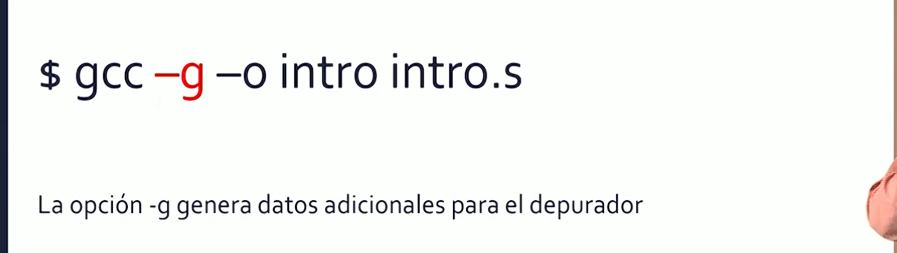 $ gcc –g –o intro intro.s
La opción -g genera datos adicionales para el depurador